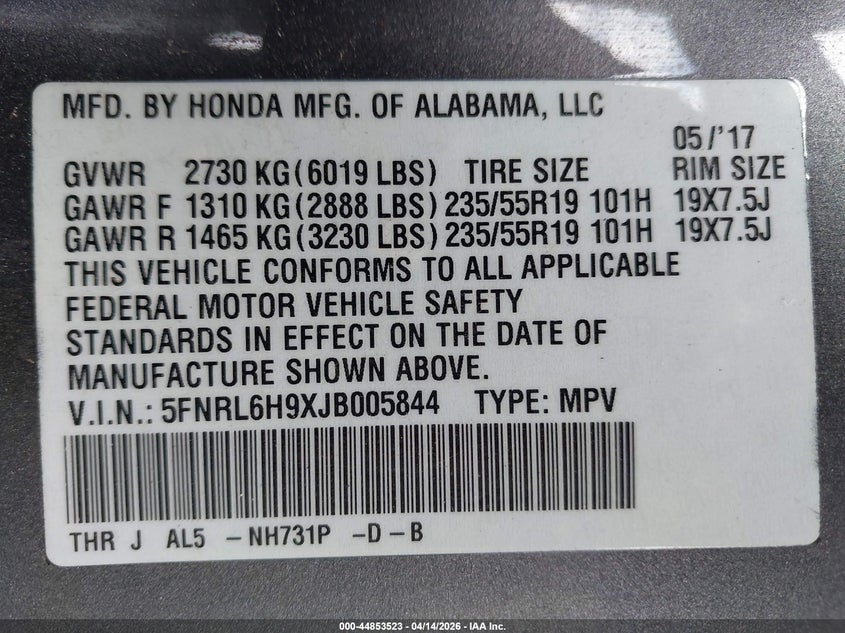 MFD. BY HONDA MFG. OF ALABAMA, LLC
05/'17
GVWR 2730 KG(6019 LBS) TIRE SIZE RIM SIZE
GAWR F 1310 KG(2888 LBS) 235/55R19 101H 19X7.5J
GAWR R 1465 KG(3230 LBS) 235/55R19 101H 19X7.5J
THIS VEHICLE CONFORMS TO ALL APPLICABLE
FEDERAL MOTOR VEHICLE SAFETY
STANDARDS IN EFFECT ON THE DATE OF
MANUFACTURE SHOWN ABOVE.
V.I.N.: 5FNRL6H9XJB005844 TYPE: MPV
THR J AL5 -NH731P -D-B
000-44853523 - 04/14/2026 - IAA Inc.